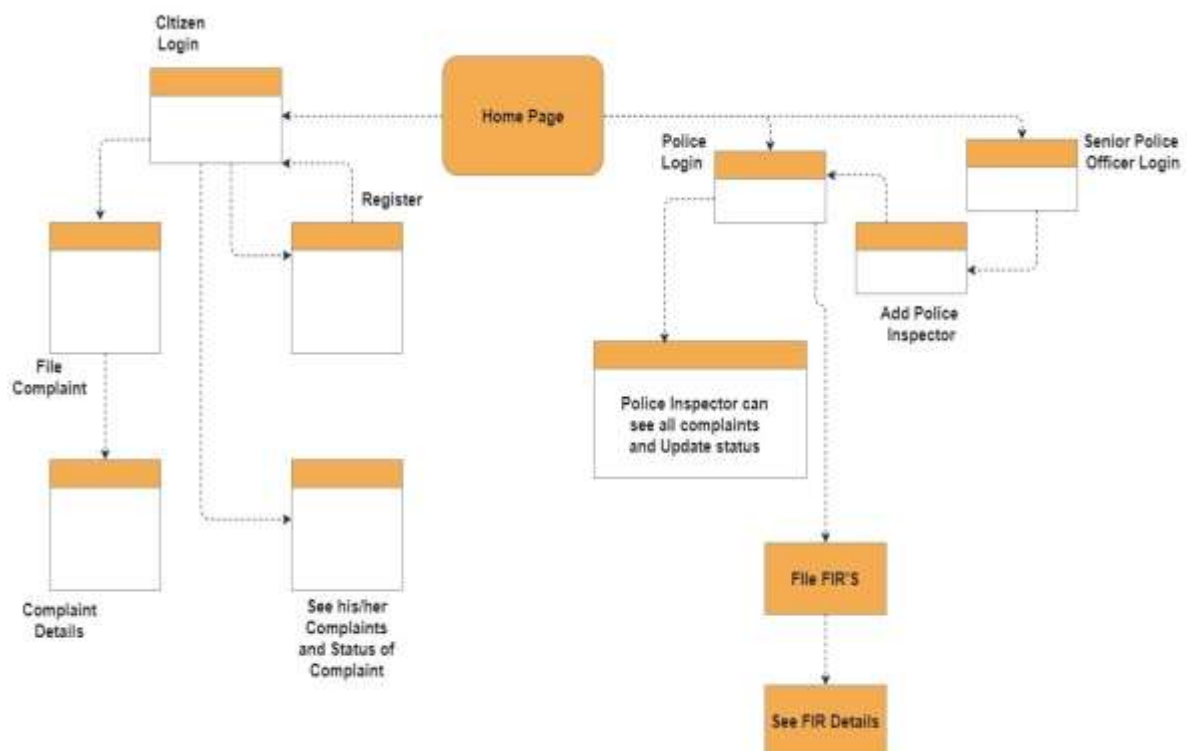 CItizen
Login
Home Page
Police
Login
Senior Police
Officer Login
Register
Add Police
Inspector
File
Complaint
Police Inspector can
see all complaints
and Update status
File FIR'S
Complaint
Details
See his/her
Complaints
and Status of
Complaint
See FIR Details